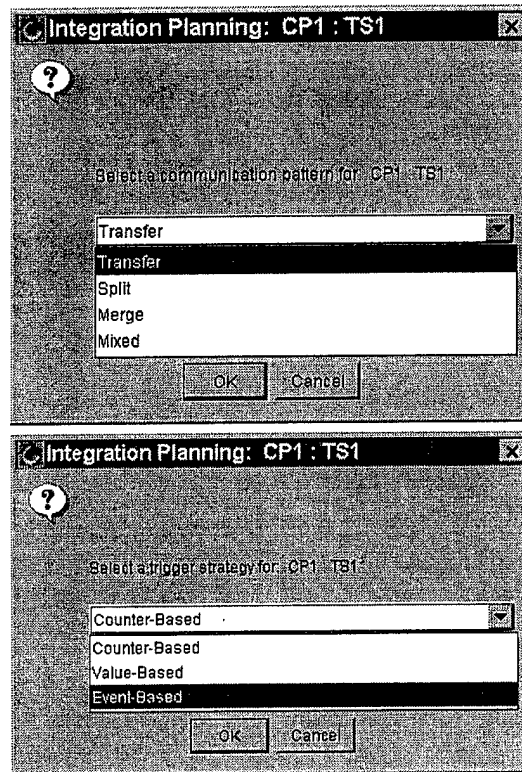 Integration Planning: CP1 : TS1
?
Select a communication pattern for CP1 : TS1
Transfer
Transfer
Split
Merge
Mixed
OK Cancel
Integration Planning: CP1 : TS1
?
Select a trigger strategy for CP1 : TS1
Counter-Based
Counter-Based
Value-Based
Event-Based
OK Cancel